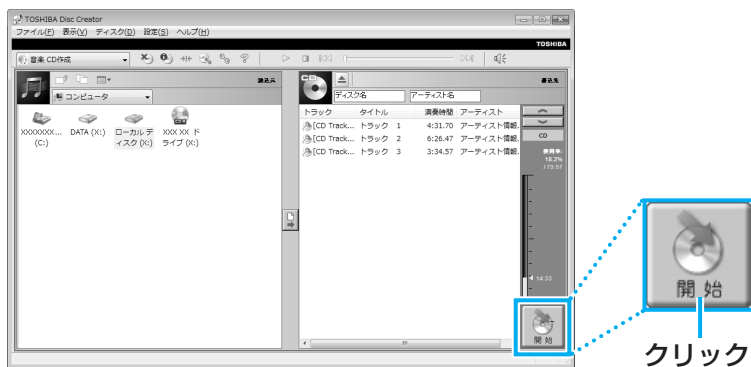 TOSHIBA Disc Creator
ファイル(F) 表示(V) ディスク(D) 設定(S) ヘルプ(H)
TOSHIBA
音楽 CD作成
読込元
コンピュータ
XXXXXXX... (C:)
DATA (X:)
ローカル ディスク (X:)
XXX XX ドライブ (X:)
CD
書込先
ディスク名 アーティスト名
トラック タイトル 演奏時間 アーティスト
[CD Track... トラック 1 4:31.70 アーティスト情報.
[CD Track... トラック 2 6:26.47 アーティスト情報.
[CD Track... トラック 3 3:34.57 アーティスト情報.
CD
使用率:
18.2%
/79:57
14:33
開始
開始
クリック